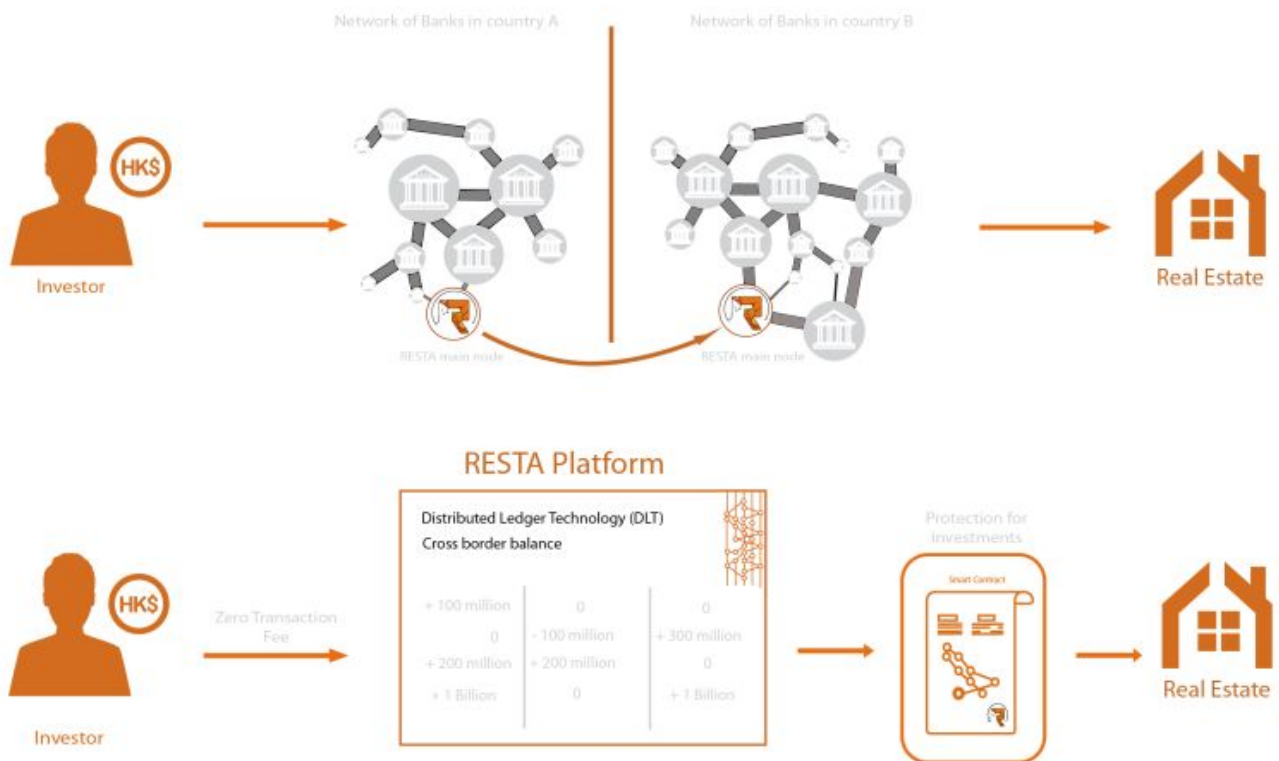 Network of Banks in country A
Network of Banks in country B
HK$
Investor
Real Estate
RESTA main node
RESTA main node
RESTA Platform
Distributed Ledger Technology (DLT)
Cross border balance
Protection for
Investments
Smart Contract
HK$
Zero Transaction
Fee
+ 100 million 0 0
0 - 100 million + 300 million
+ 200 million + 200 million 0
+ 1 Billion 0 + 1 Billion
Investor
Real Estate